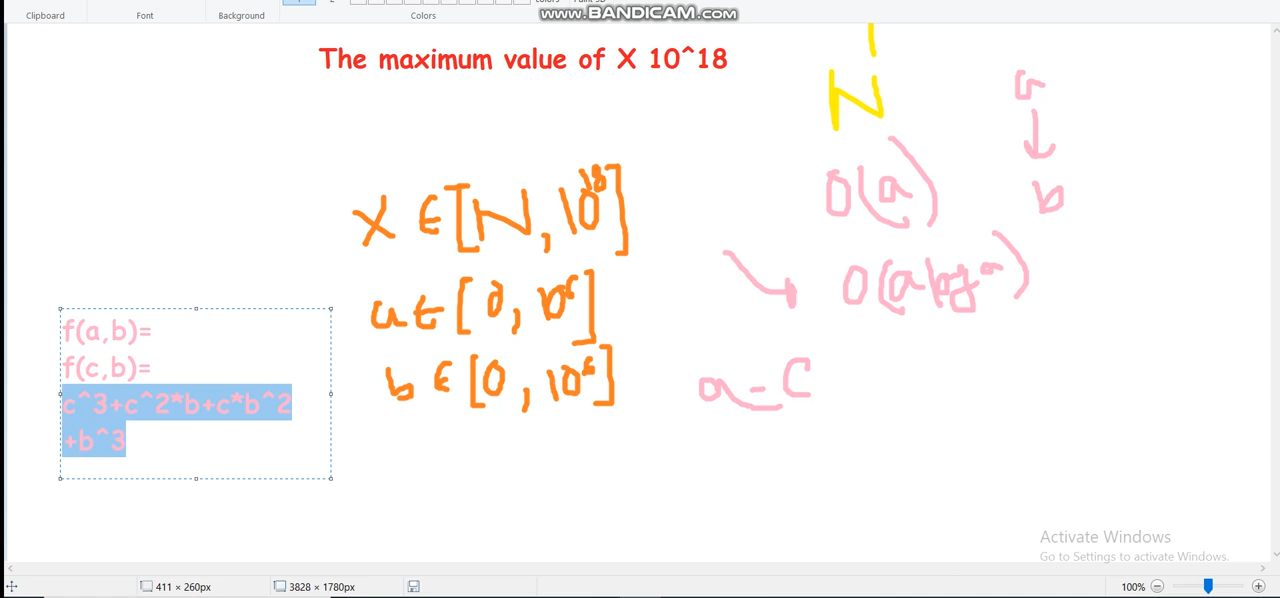 Clipboard
Font
Background
Colors
www.BANDICAM.com
The maximum value of X 10^18
N
a
↓
b
X ∈ [N, 10^18]
O(a)
a ∈ [0, 10^6]
O(a log a)
b ∈ [0, 10^6]
a = C
f(a,b)=
f(c,b)=
c^3+c^2*b+c*b^2
+b^3
Activate Windows
Go to Settings to activate Windows.
411 × 260px
3828 × 1780px
100%